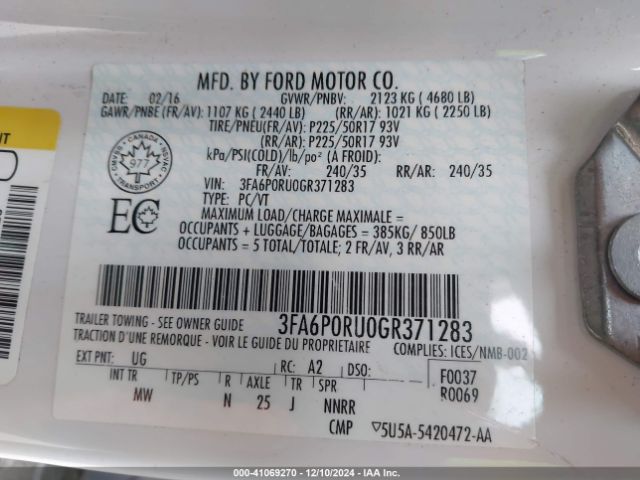 MFD. BY FORD MOTOR CO.
DATE: 02/16 GVWR/PNBV: 2123 KG ( 4680 LB)
GAWR/PNBE (FR/AV): 1107 KG ( 2440 LB) (RR/AR): 1021 KG ( 2250 LB)
TIRE/PNEU(FR/AV): P225/50R17 93V
(RR/AR): P225/50R17 93V
kPa/PSI(COLD)/lb/po² (À FROID):
FR/AV: 240/35 RR/AR: 240/35
VIN: 3FA6P0RU0GR371283
TYPE: PC/VT
CANADA
CMVSS NSVAC
977
TRANSPORT
EC
MAXIMUM LOAD/CHARGE MAXIMALE =
OCCUPANTS + LUGGAGE/BAGAGES = 385KG/ 850LB
OCCUPANTS = 5 TOTAL/TOTALE; 2 FR/AV, 3 RR/AR
3FA6P0RU0GR371283
TRAILER TOWING - SEE OWNER GUIDE
TRACTION D'UNE REMORQUE - VOIR LE GUIDE DU PROPRIETAIRE
COMPLIES: ICES/NMB-002
EXT PNT: UG RC: A2 DSO:
F0037
R0069
INT TR TP/PS R AXLE TR SPR
MW N 25 J NNRR
CMP ▽5U5A-5420472-AA
NT
000-41069270 - 12/10/2024 - IAA Inc.